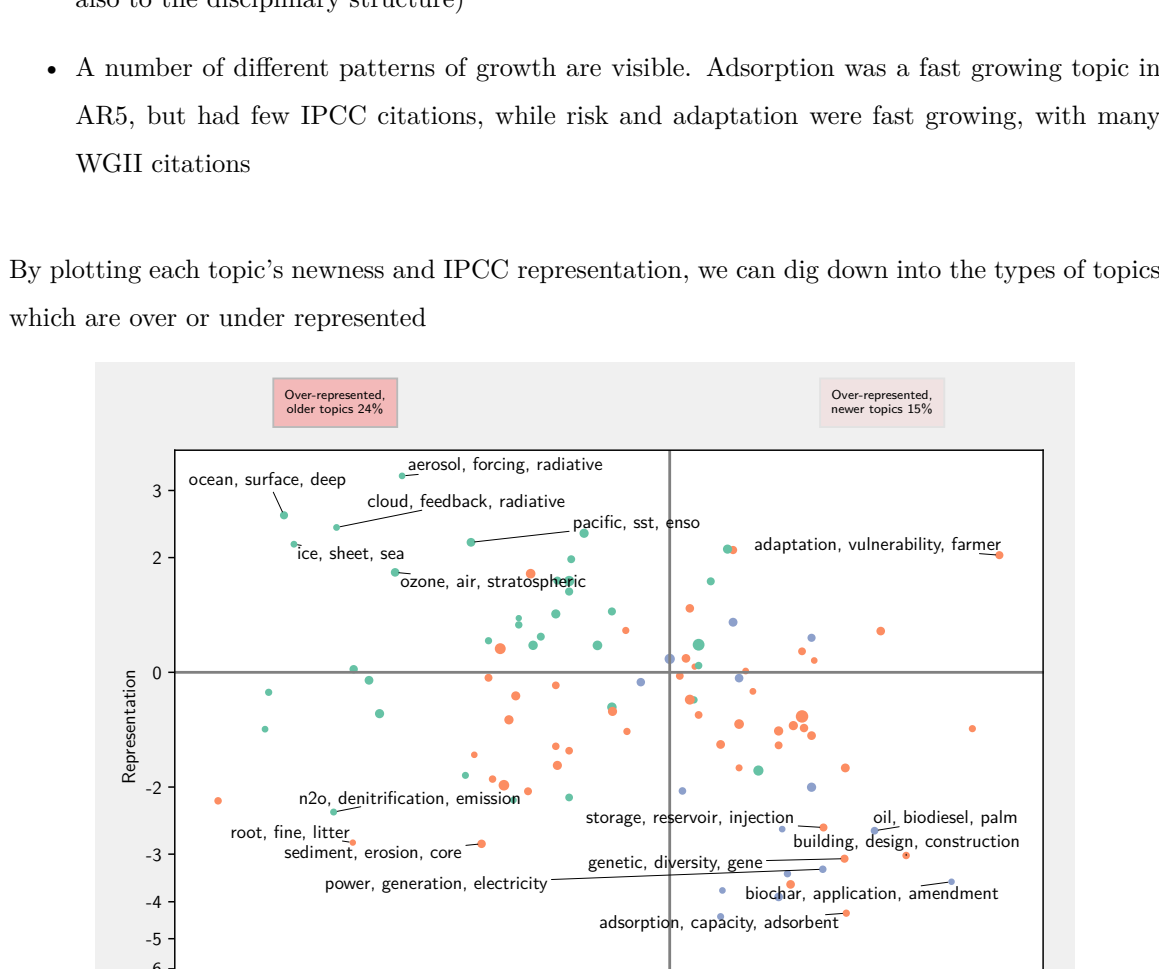 also to the disciplinary structure)
• A number of different patterns of growth are visible. Adsorption was a fast growing topic in
AR5, but had few IPCC citations, while risk and adaptation were fast growing, with many
WGII citations
By plotting each topic's newness and IPCC representation, we can dig down into the types of topics
which are over or under represented
Over-represented,
older topics 24%
Over-represented,
newer topics 15%
aerosol, forcing, radiative
ocean, surface, deep
3
cloud, feedback, radiative
pacific, sst, enso
adaptation, vulnerability, farmer
ice, sheet, sea
2
ozone, air, stratospheric
0
Representation
-2
n2o, denitrification, emission
storage, reservoir, injection
oil, biodiesel, palm
root, fine, litter
building, design, construction
sediment, erosion, core
-3
genetic, diversity, gene
power, generation, electricity
biochar, application, amendment
-4
adsorption, capacity, adsorbent
-5